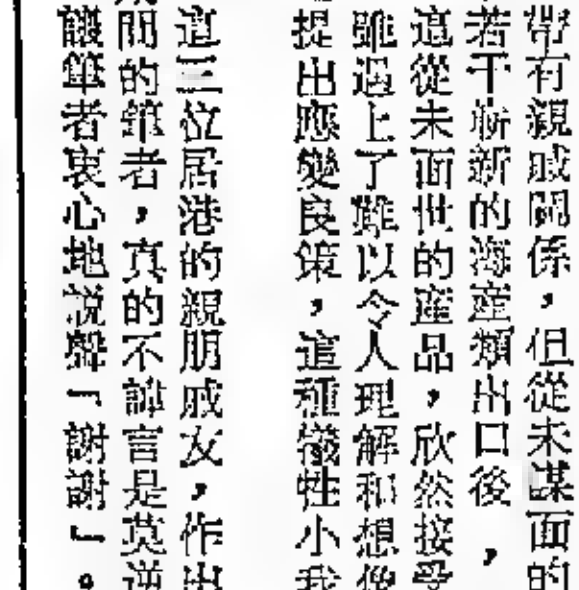 帶有親戚關係，但從未謀面的
若干嶄新的海產類出口後，
這從未面世的產品，欣然接受
雖遇上了難以令人理解和想像
提出應變良策，這種犧牲小我
這三位居港的親朋戚友，作出
間的筆者，真的不諱言是莫逆
讓筆者衷心地説聲「謝謝」。